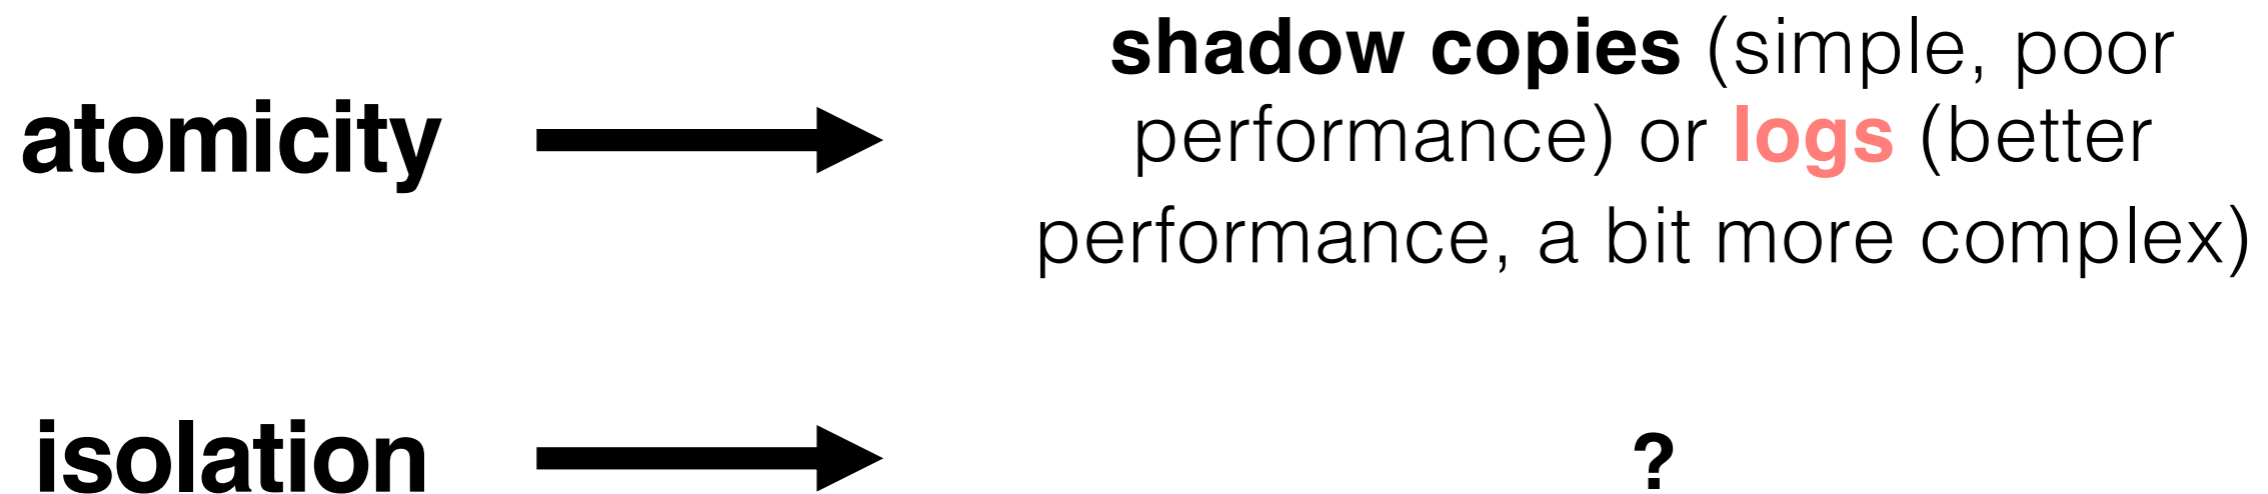 shadow copies (simple, poor
atomicity
performance) or logs (better
performance, a bit more complex)
isolation
?